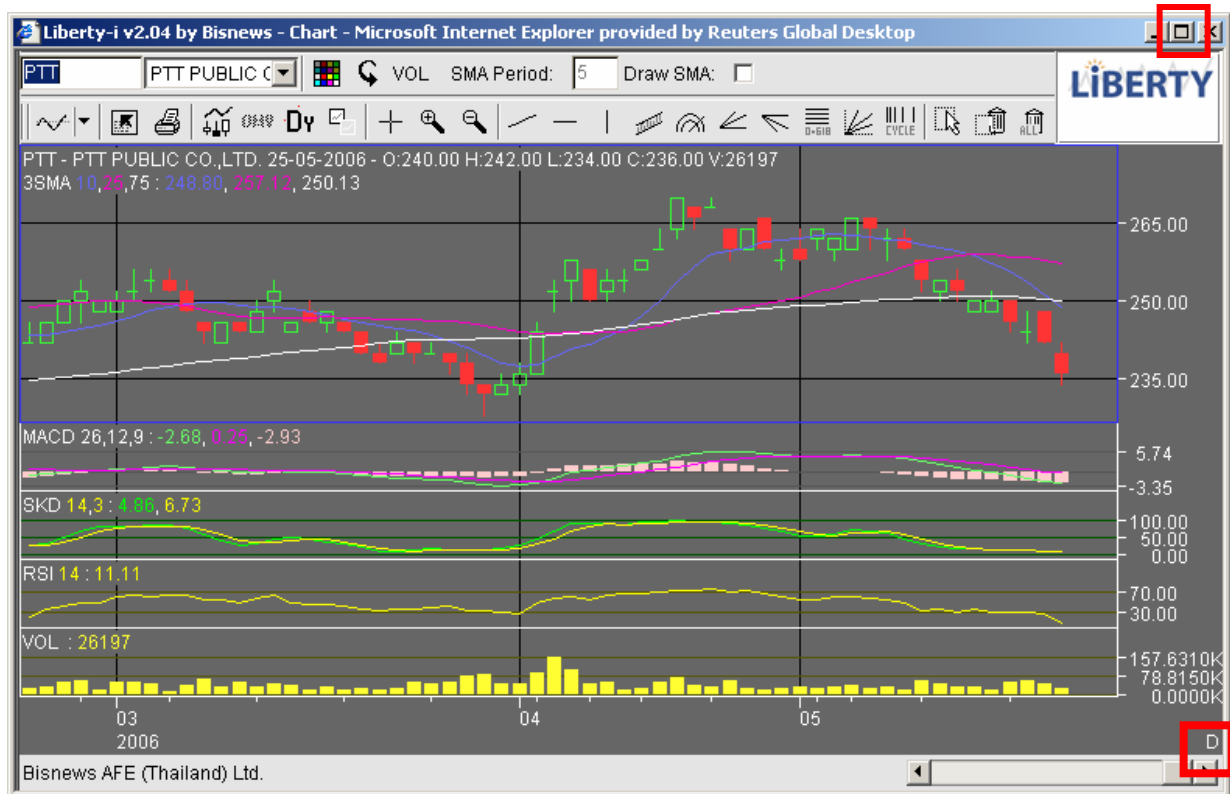 Liberty-i v2.04 by Bisnews - Chart - Microsoft Internet Explorer provided by Reuters Global Desktop
PTT PTT PUBLIC C VOL SMA Period: 5 Draw SMA:
LiBERTY
Dy 0-618 CYCLE ALL
PTT - PTT PUBLIC CO.,LTD. 25-05-2006 - O:240.00 H:242.00 L:234.00 C:236.00 V:26197
3SMA 10,25,75 : 248.80, 257.12, 250.13
265.00
250.00
235.00
MACD 26,12,9 : -2.68, 0.25, -2.93
5.74
-3.35
SKD 14,3 : 4.86, 6.73
100.00
50.00
0.00
RSI 14 : 11.11
70.00
30.00
VOL : 26197
157.6310K
78.8150K
0.0000K
03 04 05
2006 D
Bisnews AFE (Thailand) Ltd.